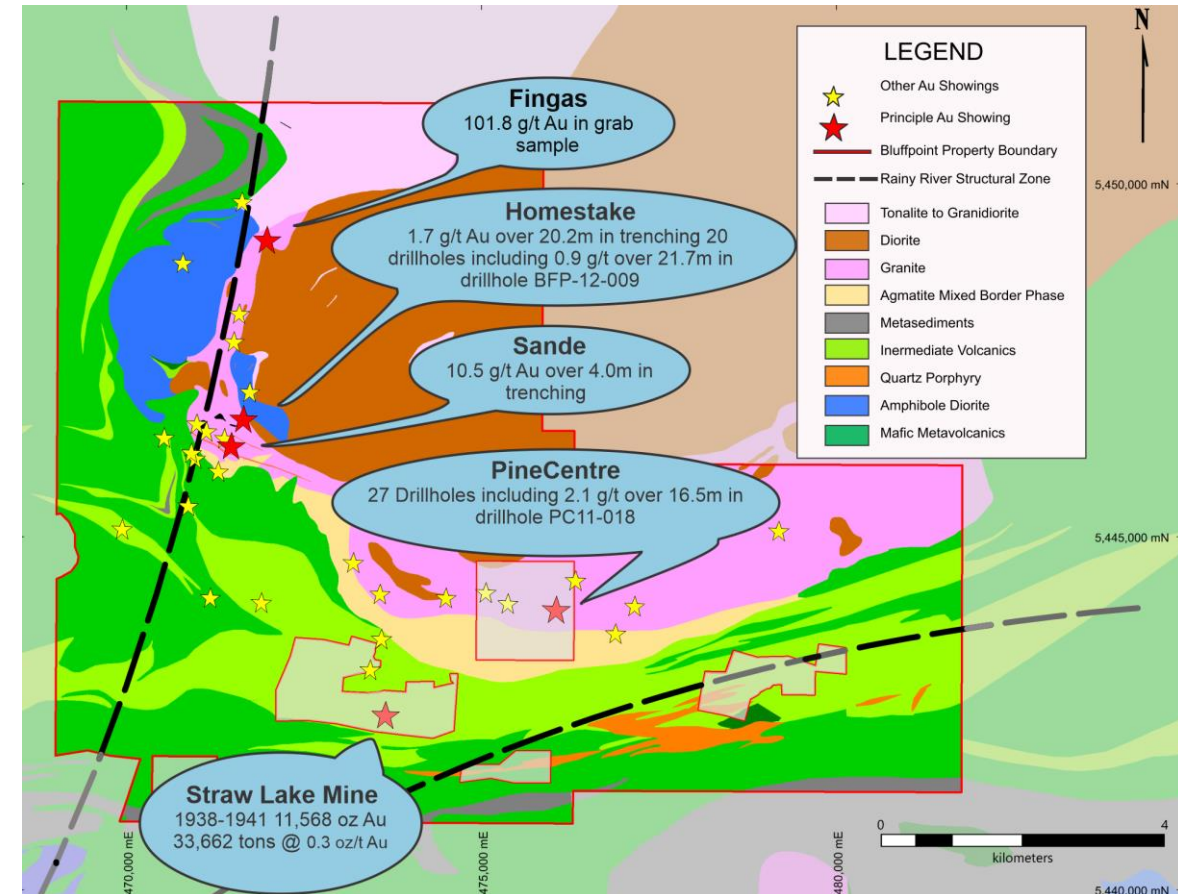 N
LEGEND
Other Au Showings
Principle Au Showing
Bluffpoint Property Boundary
Rainy River Structural Zone
Tonalite to Granidiorite
Diorite
Granite
Agmatite Mixed Border Phase
Metasediments
Inermediate Volcanics
Quartz Porphyry
Amphibole Diorite
Mafic Metavolcanics
Fingas
101.8 g/t Au in grab
sample
Homestake
1.7 g/t Au over 20.2m in trenching 20
drillholes including 0.9 g/t over 21.7m in
drillhole BFP-12-009
Sande
10.5 g/t Au over 4.0m in
trenching
PineCentre
27 Drillholes including 2.1 g/t over 16.5m in
drillhole PC11-018
Straw Lake Mine
1938-1941 11,568 oz Au
33,662 tons @ 0.3 oz/t Au
5,450,000 mN
5,445,000 mN
5,440,000 mN
470,000 mE
475,000 mE
480,000 mE
0
4
kilometers